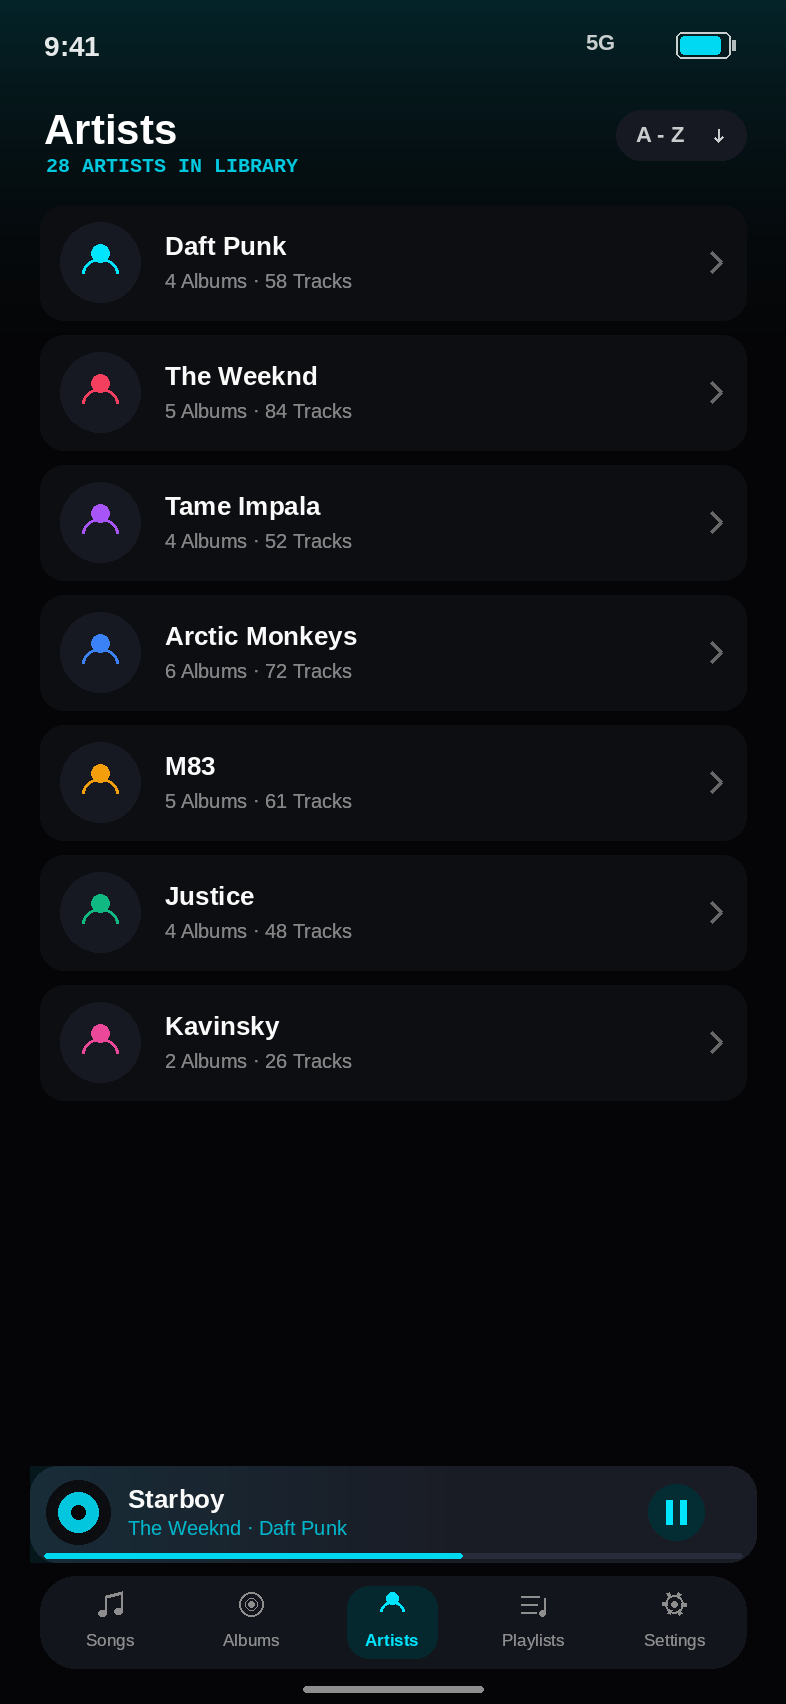 9:41
5G
Artists
A - Z ↓
28 ARTISTS IN LIBRARY
Daft Punk
4 Albums · 58 Tracks
The Weeknd
5 Albums · 84 Tracks
Tame Impala
4 Albums · 52 Tracks
Arctic Monkeys
6 Albums · 72 Tracks
M83
5 Albums · 61 Tracks
Justice
4 Albums · 48 Tracks
Kavinsky
2 Albums · 26 Tracks
Starboy
The Weeknd · Daft Punk
Songs
Albums
Artists
Playlists
Settings